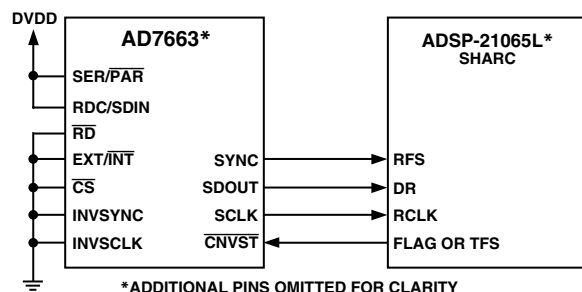 DVDD
AD7663*
SER/PAR
RDC/SDIN
RD
EXT/INT
CS
INVSYNC
INVSCLK
SYNC
SDOUT
SCLK
CNVST
ADSP-21065L*
SHARC
RFS
DR
RCLK
FLAG OR TFS
*ADDITIONAL PINS OMITTED FOR CLARITY